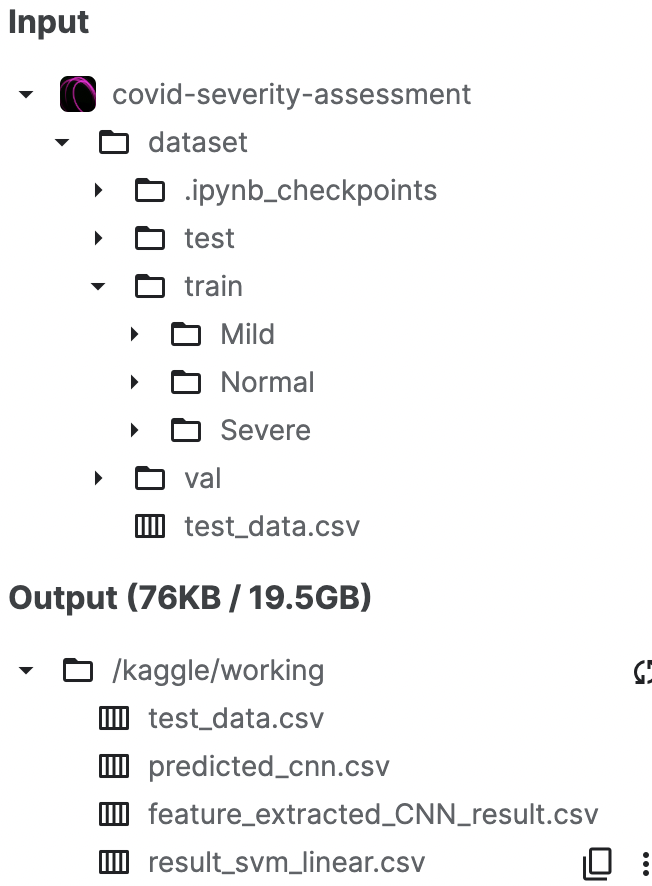 Input
covid-severity-assessment
dataset
.ipynb_checkpoints
test
train
Mild
Normal
Severe
val
test_data.csv
Output (76KB / 19.5GB)
/kaggle/working
test_data.csv
predicted_cnn.csv
feature_extracted_CNN_result.csv
result_svm_linear.csv